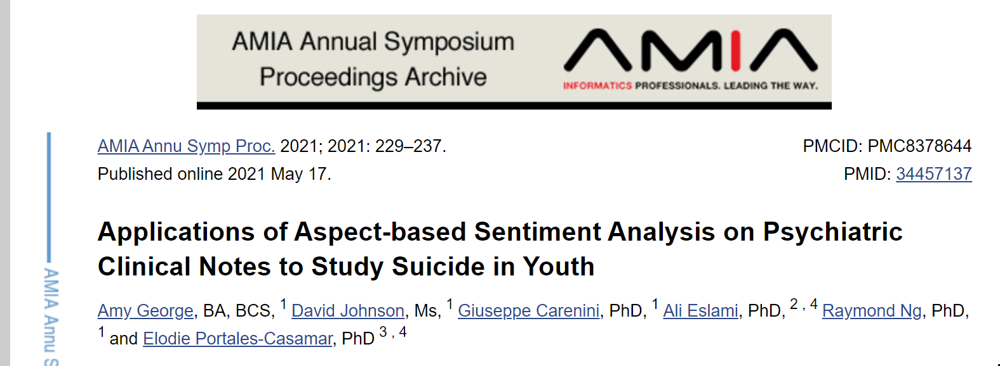 AMIA Annual Symposium
Proceedings Archive
AMIA
INFORMATICS PROFESSIONALS. LEADING THE WAY.
AMIA Annu Symp Proc. 2021; 2021: 229–237.
PMCID: PMC8378644
Published online 2021 May 17.
PMID: 34457137
Applications of Aspect-based Sentiment Analysis on Psychiatric
Clinical Notes to Study Suicide in Youth
Amy George, BA, BCS, 1 David Johnson, Ms, 1 Giuseppe Carenini, PhD, 1 Ali Eslami, PhD, 2 , 4 Raymond Ng, PhD,
1 and Elodie Portales-Casamar, PhD 3 , 4
AMIA Annu S